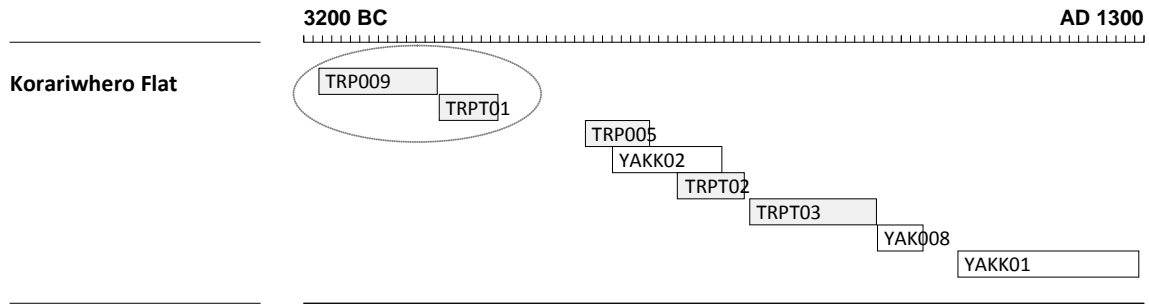 3200 BC AD 1300
Korariwhero Flat
TRP009
TRPT01
TRP005
YAKK02
TRPT02
TRPT03
YAK008
YAKK01